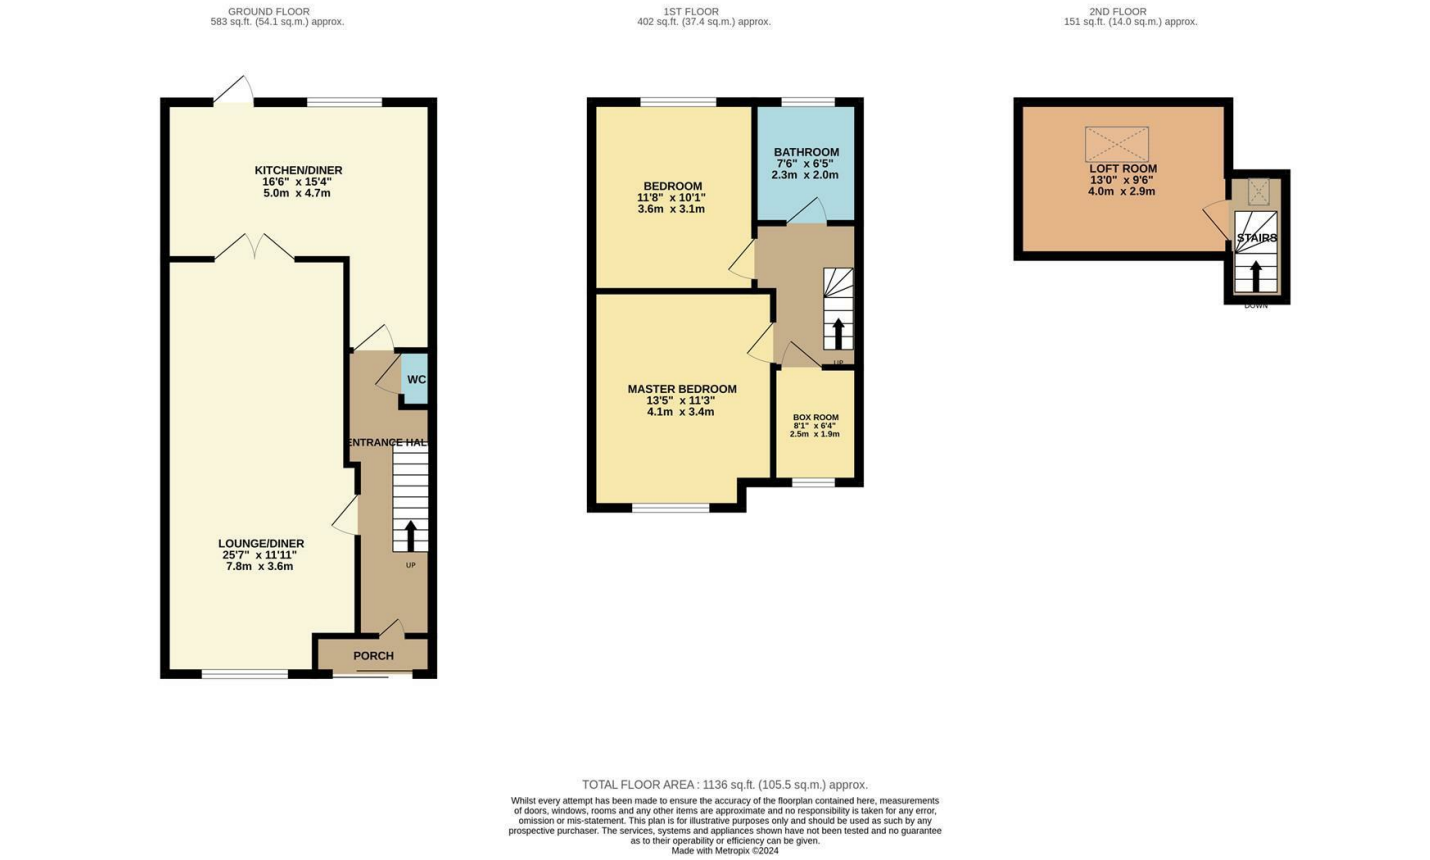 GROUND FLOOR
583 sq.ft. (54.1 sq.m.) approx.
1ST FLOOR
402 sq.ft. (37.4 sq.m.) approx.
2ND FLOOR
151 sq.ft. (14.0 sq.m.) approx.
KITCHEN/DINER
16'6" x 15'4"
5.0m x 4.7m
WC
ENTRANCE HAL
LOUNGE/DINER
25'7" x 11'11"
7.8m x 3.6m
UP
PORCH
BEDROOM
11'8" x 10'1"
3.6m x 3.1m
BATHROOM
7'6" x 6'5"
2.3m x 2.0m
UP
MASTER BEDROOM
13'5" x 11'3"
4.1m x 3.4m
BOX ROOM
8'1" x 6'4"
2.5m x 1.9m
LOFT ROOM
13'0" x 9'6"
4.0m x 2.9m
STAIRS
DOWN
TOTAL FLOOR AREA : 1136 sq.ft. (105.5 sq.m.) approx.
Whilst every attempt has been made to ensure the accuracy of the floorplan contained here, measurements
of doors, windows, rooms and any other items are approximate and no responsibility is taken for any error,
omission or mis-statement. This plan is for illustrative purposes only and should be used as such by any
prospective purchaser. The services, systems and appliances shown have not been tested and no guarantee
as to their operability or efficiency can be given.
Made with Metropix ©2024